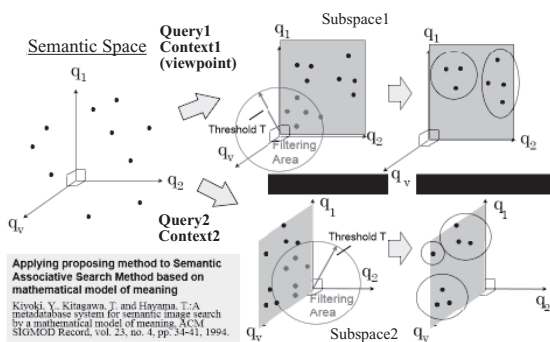 Semantic Space
Query1
Context1
(viewpoint)
Subspace1
q1
q2
qv
q1
Threshold T
Filtering
Area
q2
qv
q1
q2
qv
Query2
Context2
q1
Threshold T
q2
Filtering
Area
qv
Subspace2
q1
q2
qv
Applying proposing method to Semantic
Associative Search Method based on
mathematical model of meaning
Kiyoki, Y., Kitagawa, T. and Hayama, T.:A
metadatabase system for semantic image search
by a mathematical model of meaning, ACM
SIGMOD Record, vol. 23, no. 4, pp. 34-41, 1994.